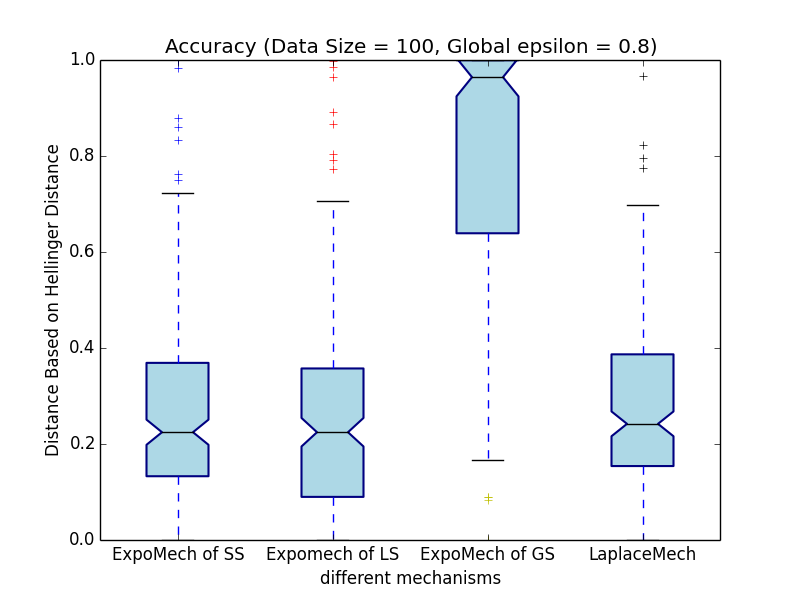 Accuracy (Data Size = 100, Global epsilon = 0.8)
1.0
0.8
0.6
0.4
0.2
0.0
Distance Based on Hellinger Distance
ExpoMech of SS Expomech of LS ExpoMech of GS LaplaceMech
different mechanisms